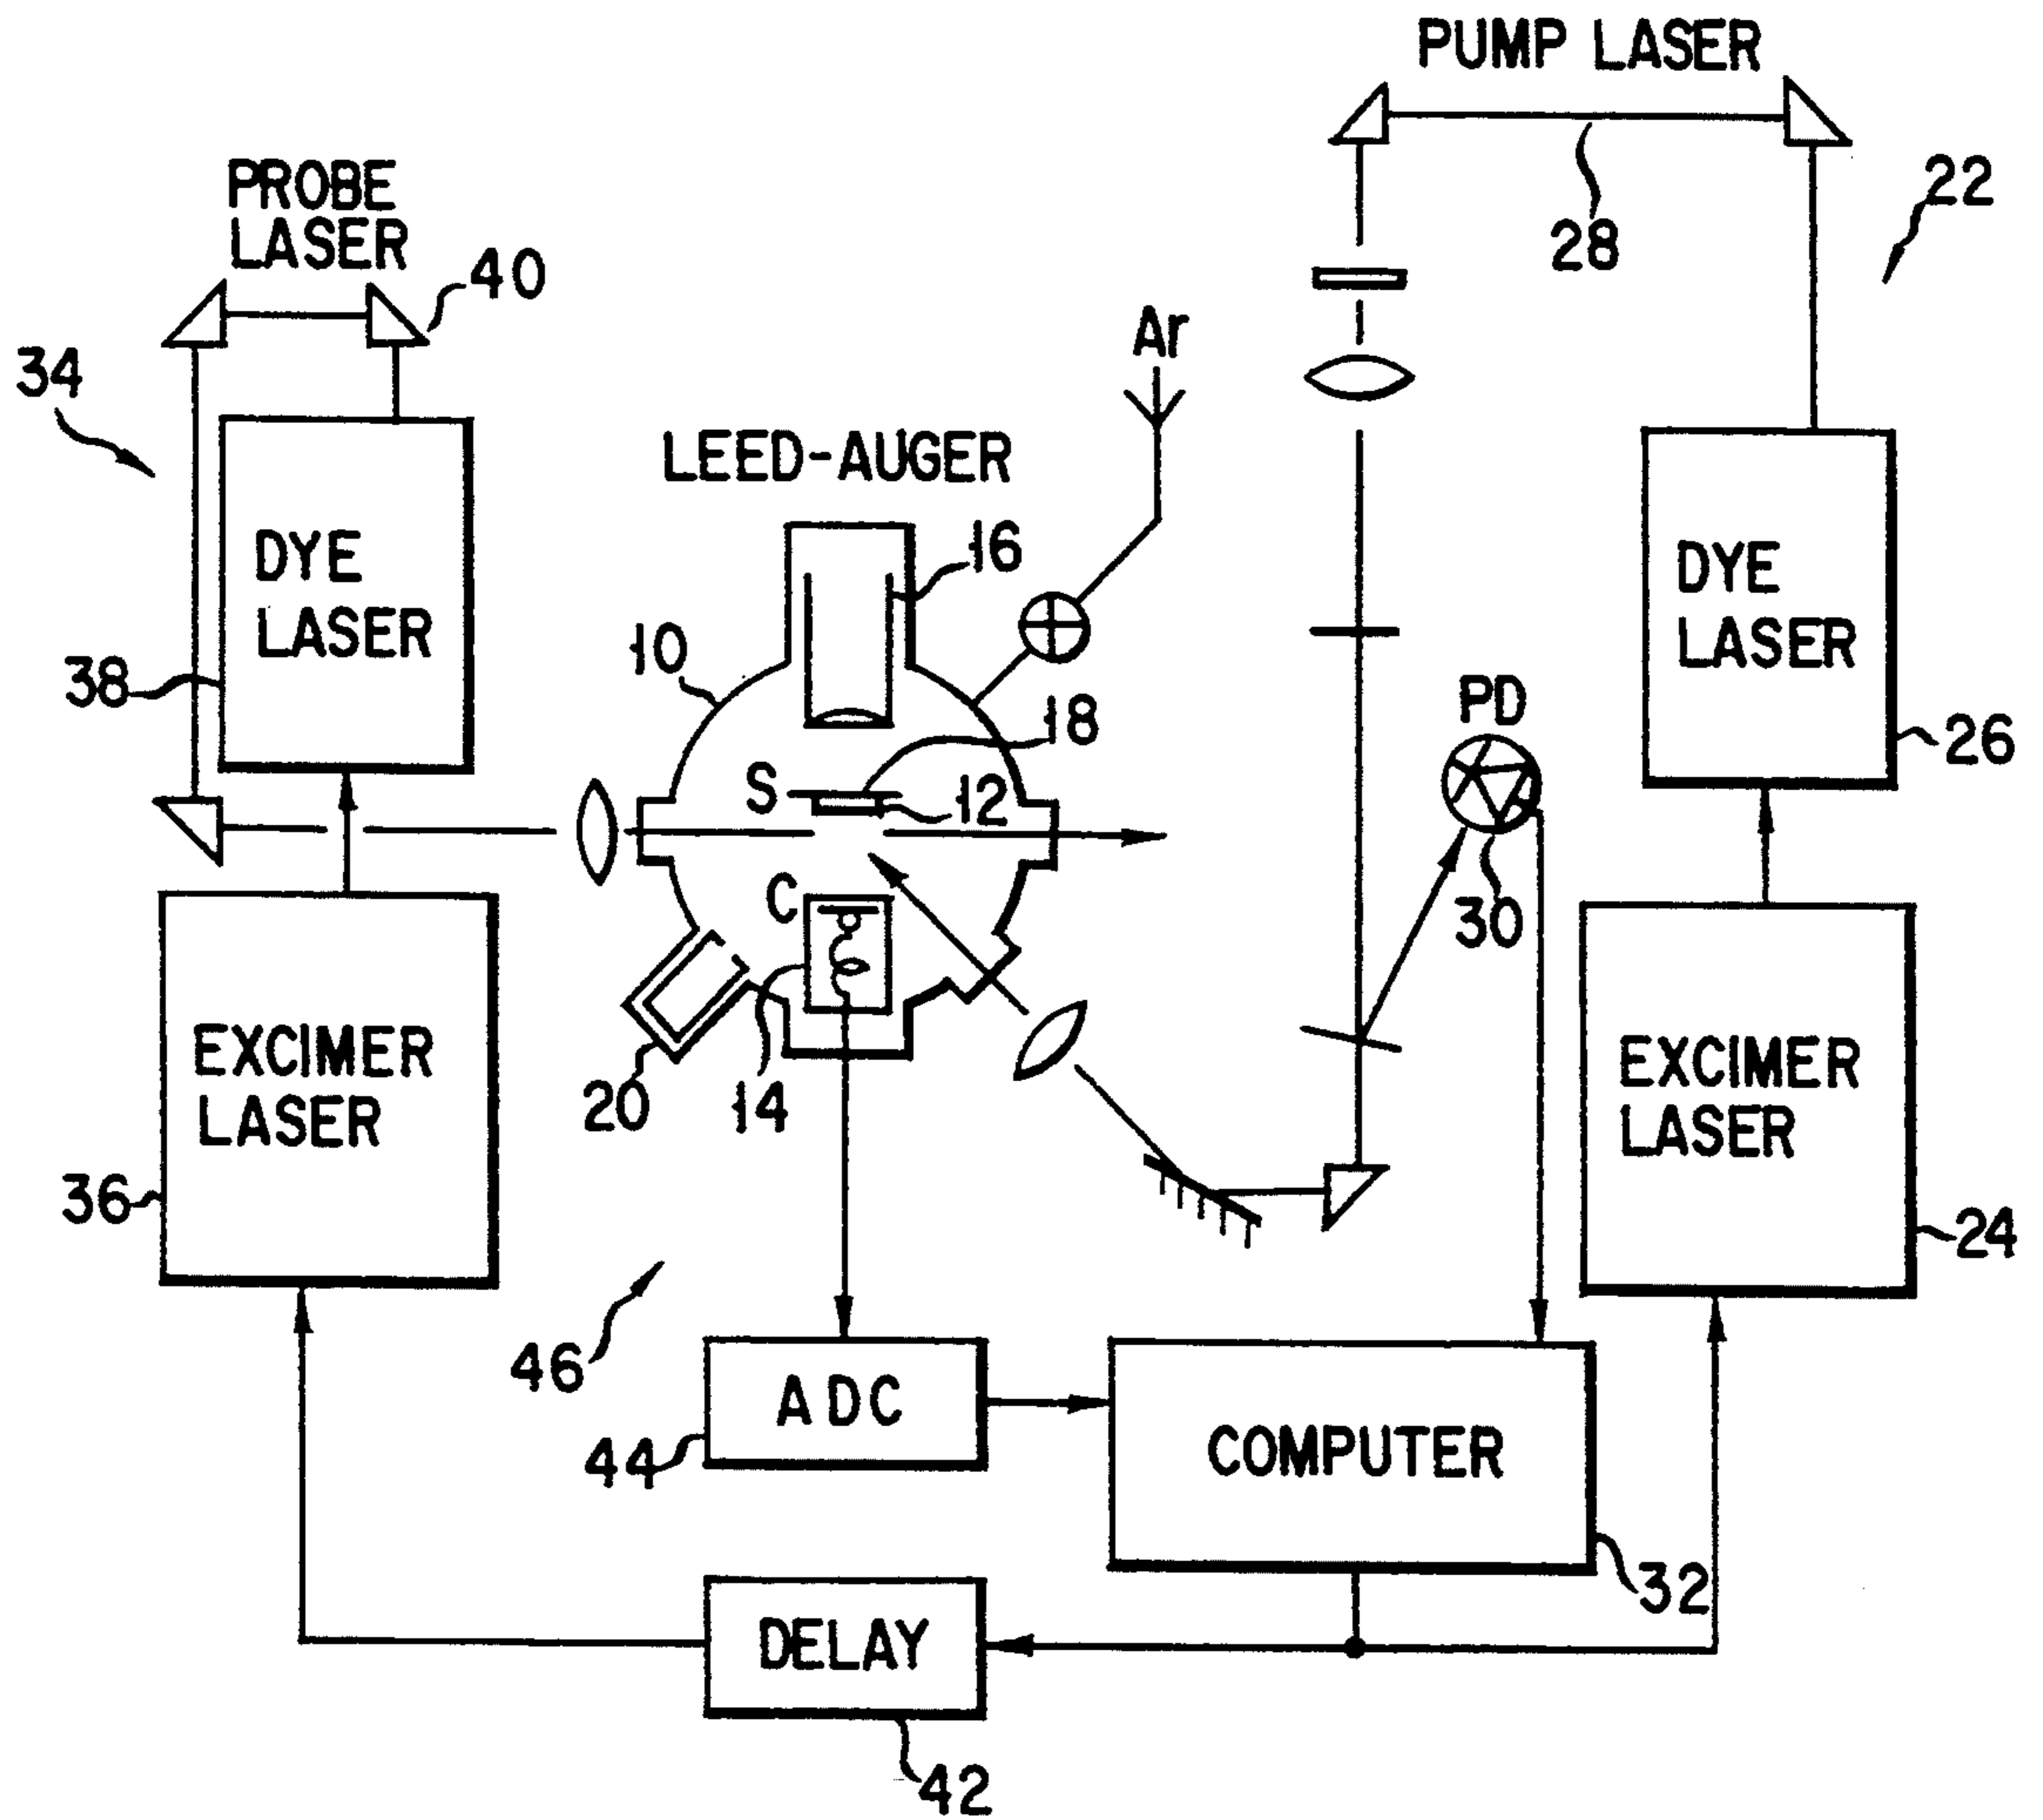 PUMP LASER
PROBE
LASER
22
28
40
Ar
34
LEED-AUGER
16
DYE
LASER
DYE
LASER
10
38
PD
18
26
S
12
C
30
EXCIMER
LASER
EXCIMER
LASER
20
14
36
24
46
ADC
44
COMPUTER
32
DELAY
42